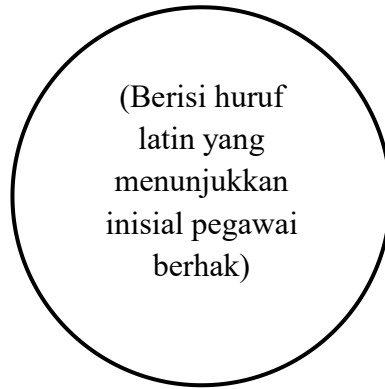 (Berisi huruf
latin yang
menunjukkan
inisial pegawai
berhak)